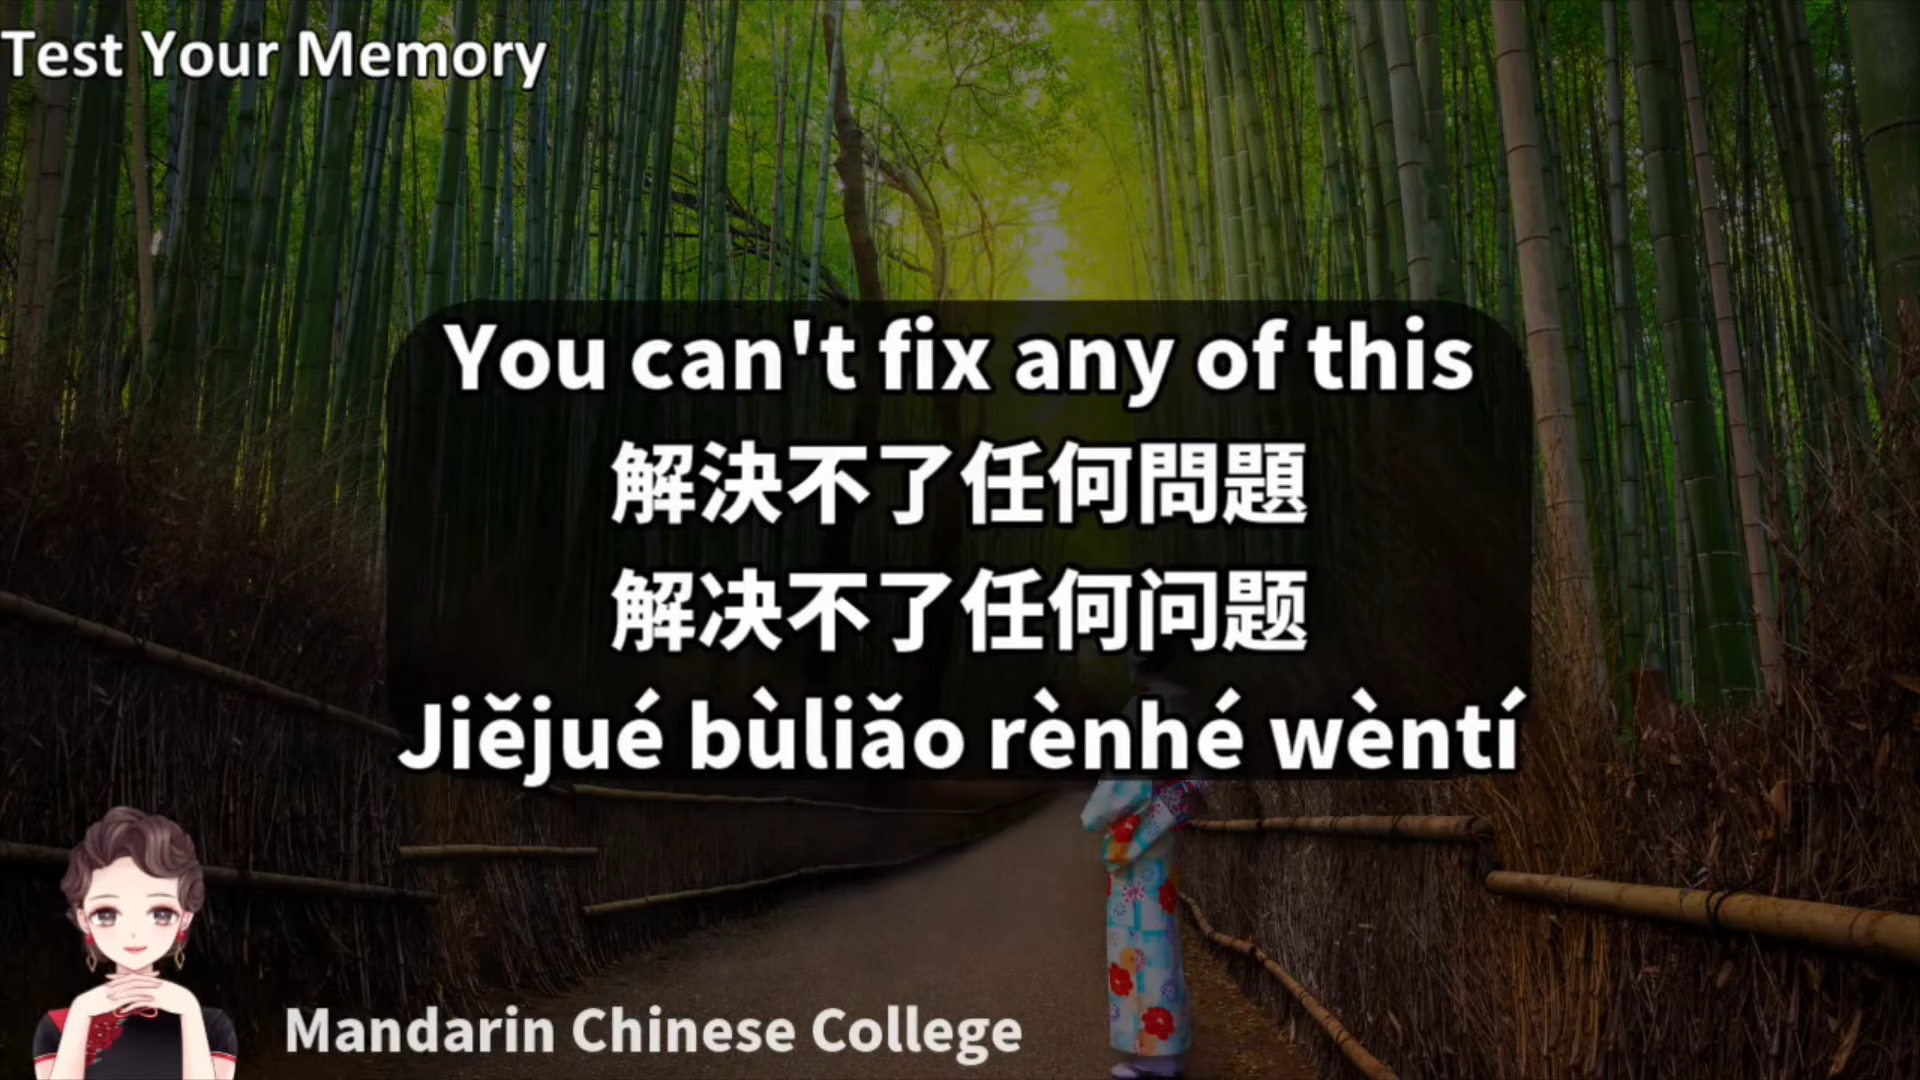 Test Your Memory
You can't fix any of this
解決不了任何問題
解决不了任何问题
Jiějué bùliǎo rènhé wèntí
Mandarin Chinese College